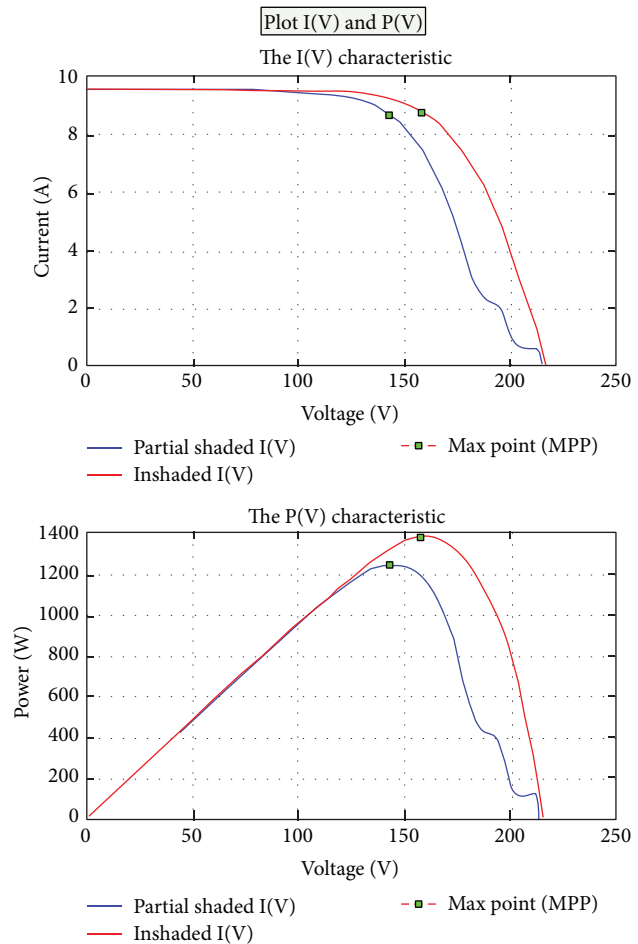 Plot I(V) and P(V)
The I(V) characteristic
10
8
6
4
2
0
Current (A)
0 50 100 150 200 250
Voltage (V)
Partial shaded I(V)
Max point (MPP)
Inshaded I(V)
The P(V) characteristic
1400
1200
1000
800
600
400
200
0
Power (W)
0 50 100 150 200 250
Voltage (V)
Partial shaded I(V)
Max point (MPP)
Inshaded I(V)